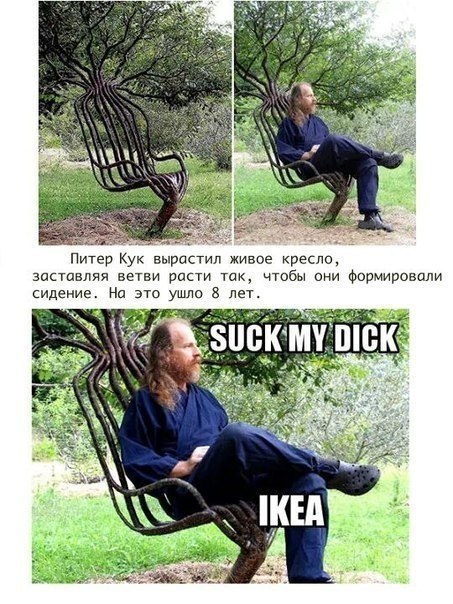 Питер Кук вырастил живое кресло,
заставляя ветви расти так, чтобы они формировали
сидение. На это ушло 8 лет.
SUCK MY DICK
IKEA